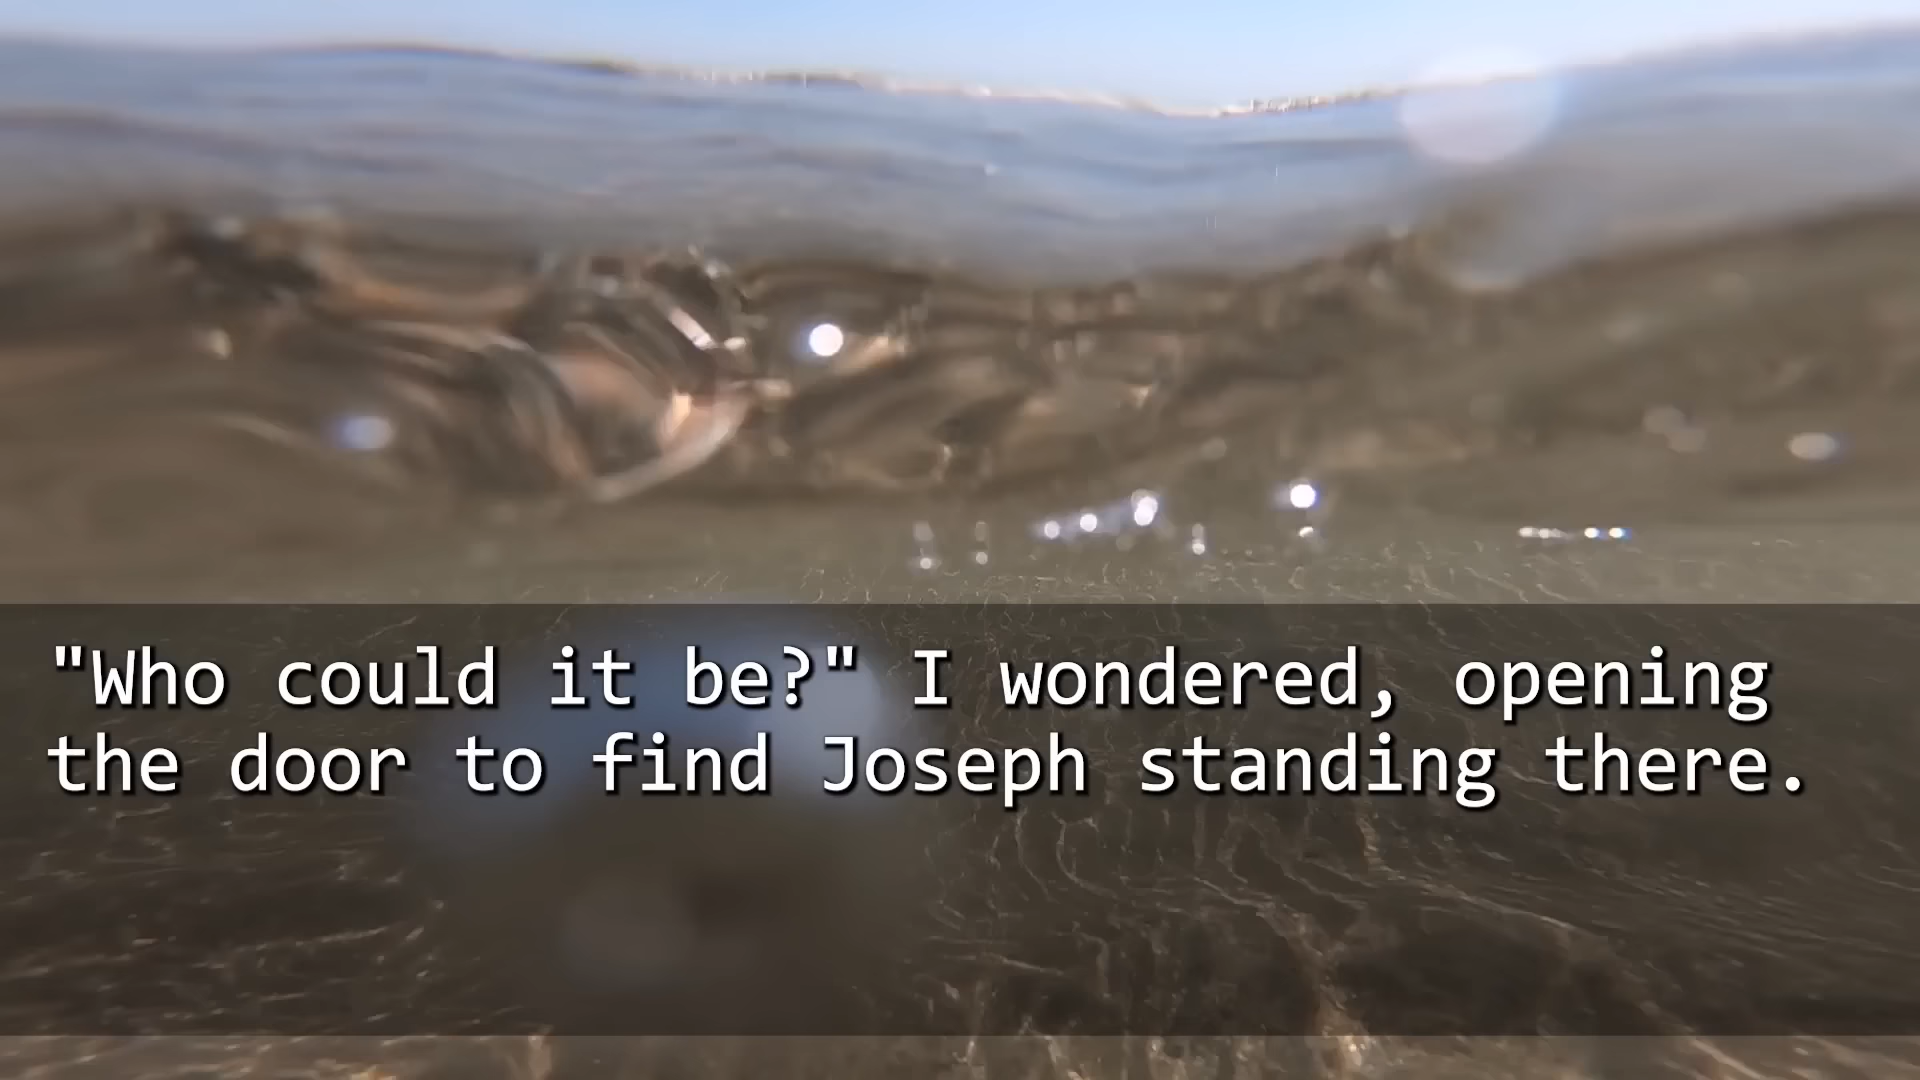 "Who could it be?" I wondered, opening
the door to find Joseph standing there.